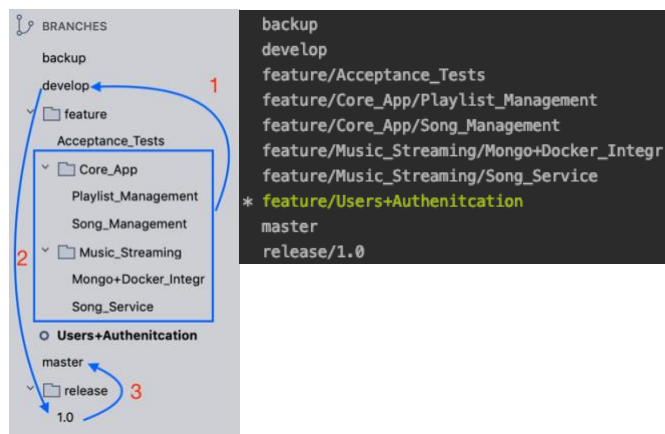 BRANCHES
backup
develop
1
feature
Acceptance_Tests
Core_App
Playlist_Management
Song_Management
2
Music_Streaming
Mongo+Docker_Integr
Song_Service
Users+Authenitcation
master
release
3
1.0
backup
develop
feature/Acceptance_Tests
feature/Core_App/Playlist_Management
feature/Core_App/Song_Management
feature/Music_Streaming/Mongo+Docker_Integr
feature/Music_Streaming/Song_Service
* feature/Users+Authenitcation
master
release/1.0